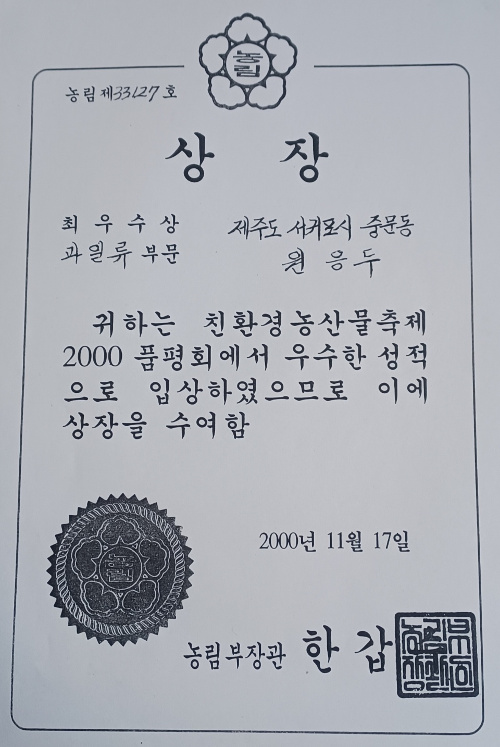 농림
농림 제33127호
상 장
최 우 수 상
과일류 부문
제주도 서귀포시 중문동
원 응 두
귀하는 친환경농산물축제
2000 품평회에서 우수한 성적
으로 입상하였으므로 이에
상장을 수여함
농림
2000년 11월 17일
농림부장관 한 갑